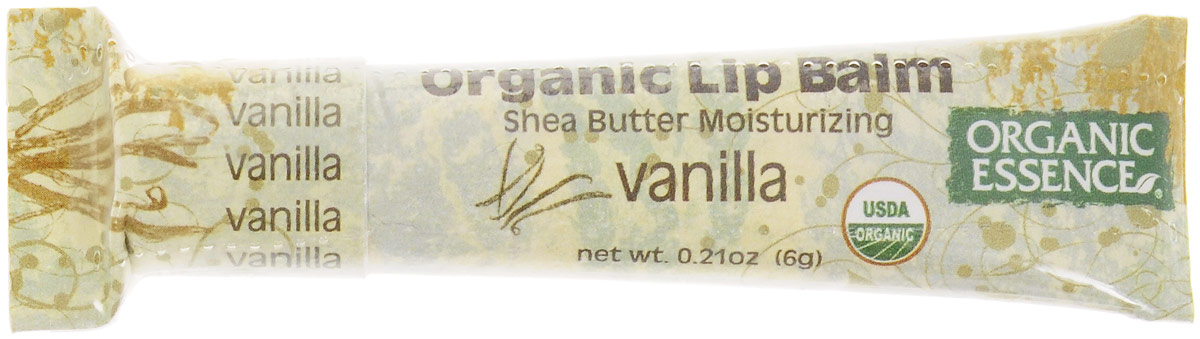 vanilla
vanilla
vanilla
vanilla
vanilla
Organic Lip Balm
Shea Butter Moisturizing
vanilla
net wt. 0.21oz (6g)
USDA
ORGANIC
ORGANIC
ESSENCE®